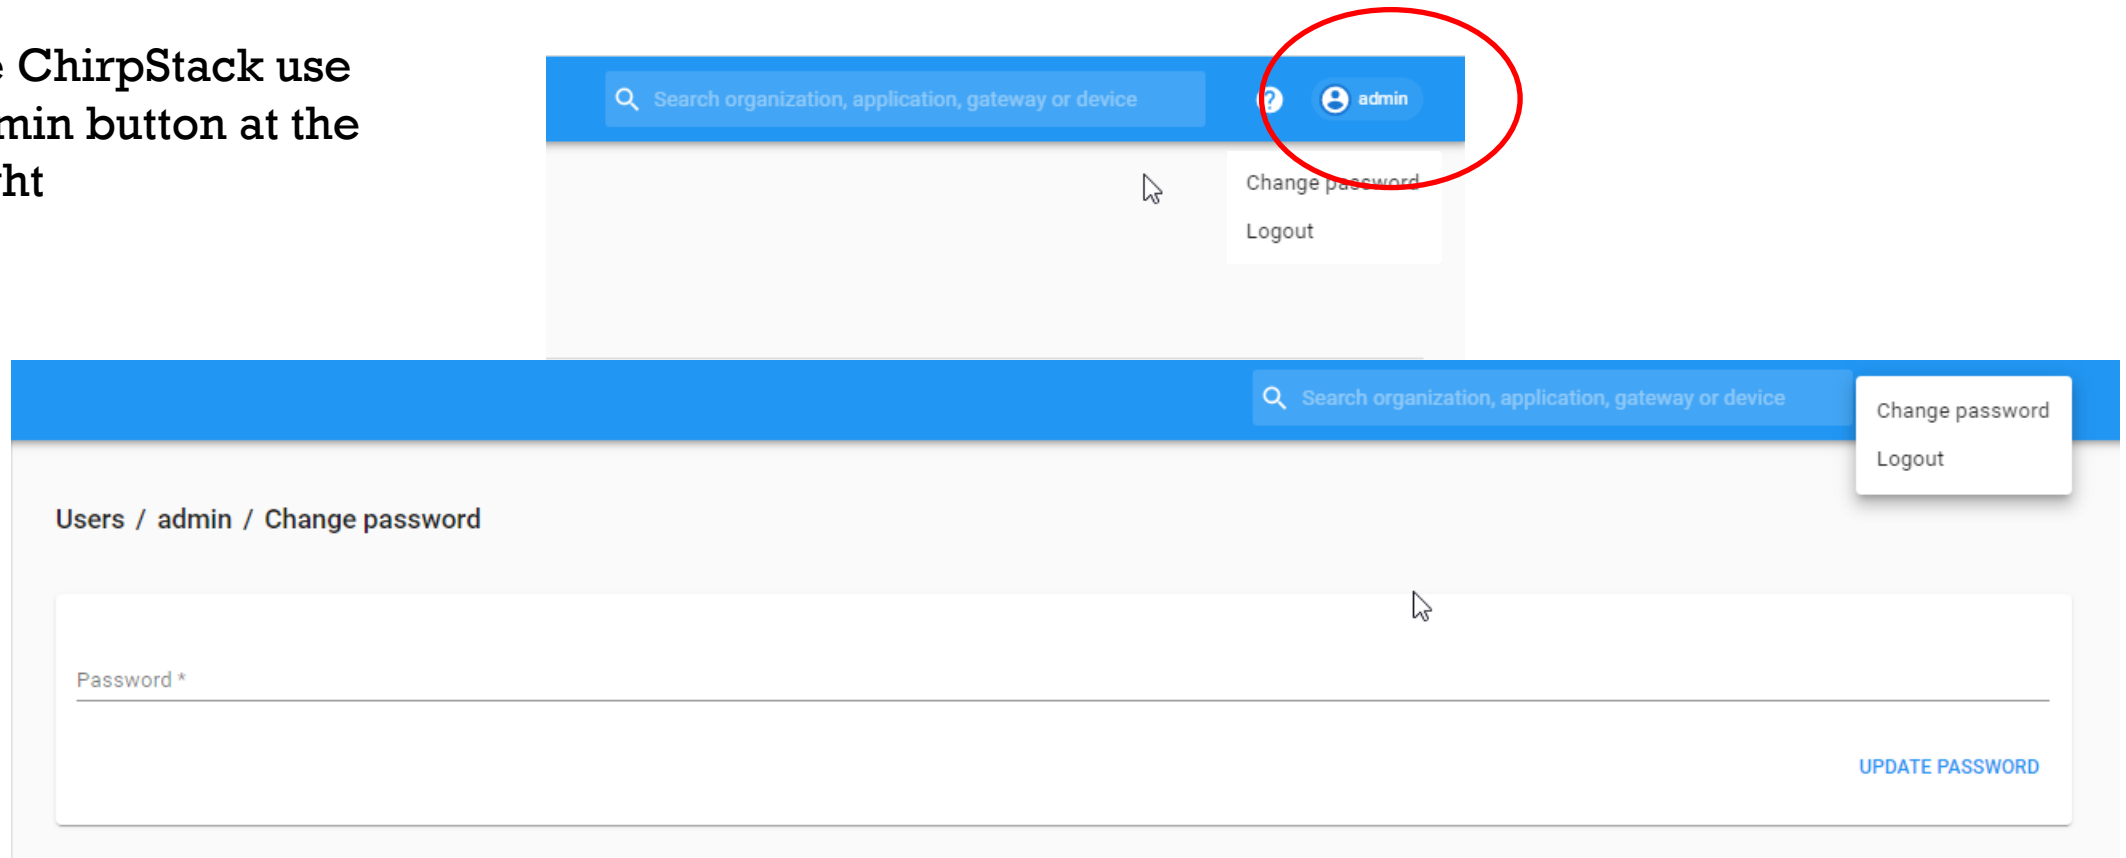 ChirpStack use
min button at the
ht
Search organization, application, gateway or device
? admin
Change password
Logout
Search organization, application, gateway or device
Change password
Logout
Users / admin / Change password
Password *
UPDATE PASSWORD